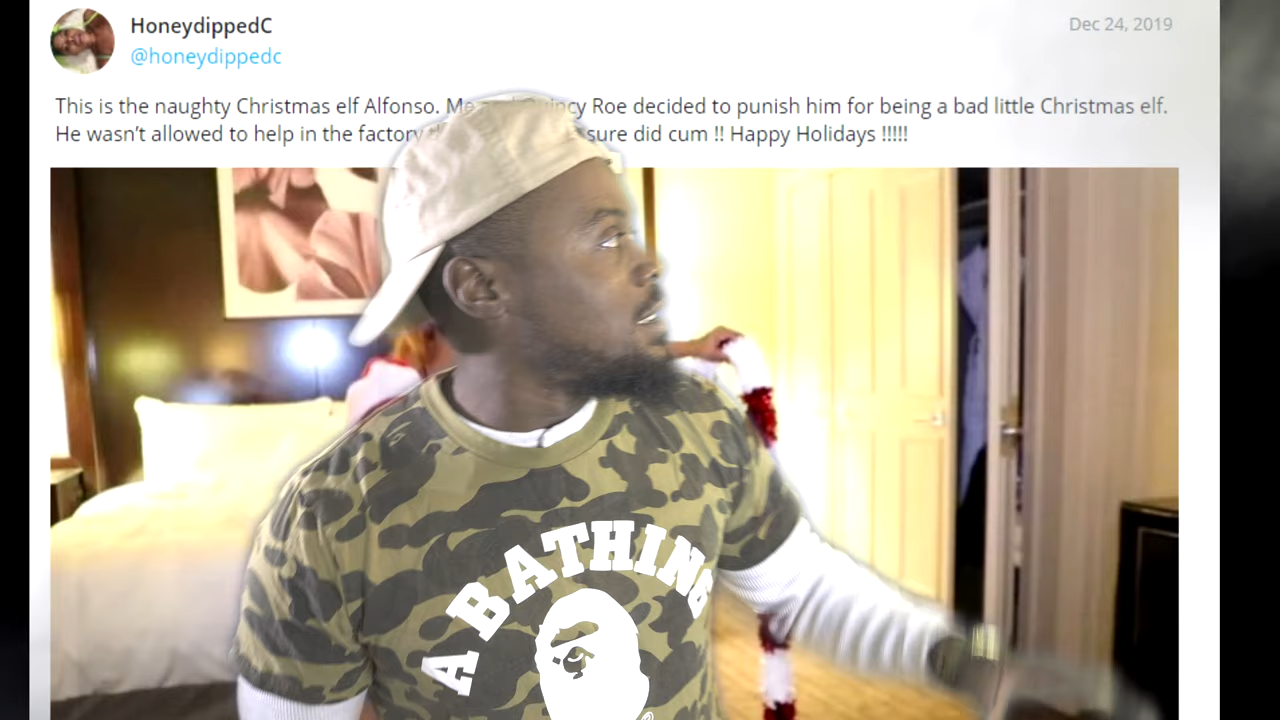 HoneydippedC
Dec 24, 2019
@honeydippedc
This is the naughty Christmas elf Alfonso. Roe decided to punish him for being a bad little Christmas elf.
He wasn't allowed to help in the factory sure did cum !! Happy Holidays !!!!!
A BATHING